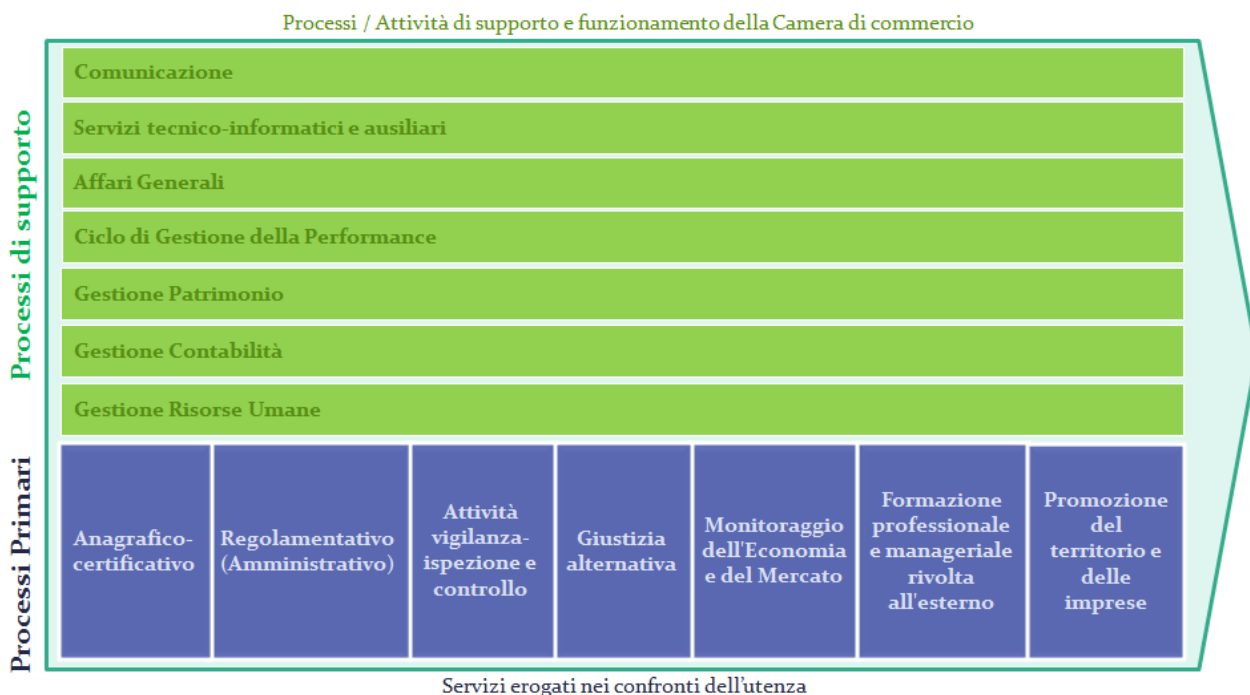 Processi / Attività di supporto e funzionamento della Camera di commercio
Processi di supporto
Comunicazione
Servizi tecnico-informatici e ausiliari
Affari Generali
Ciclo di Gestione della Performance
Gestione Patrimonio
Gestione Contabilità
Gestione Risorse Umane
Processi Primari
Anagrafico-
certificativo
Regolamentativo
(Amministrativo)
Attività
vigilanza-
ispezione e
controllo
Giustizia
alternativa
Monitoraggio
dell'Economia
e del Mercato
Formazione
professionale
e manageriale
rivolta
all'esterno
Promozione
del
territorio e
delle
imprese
Servizi erogati nei confronti dell'utenza